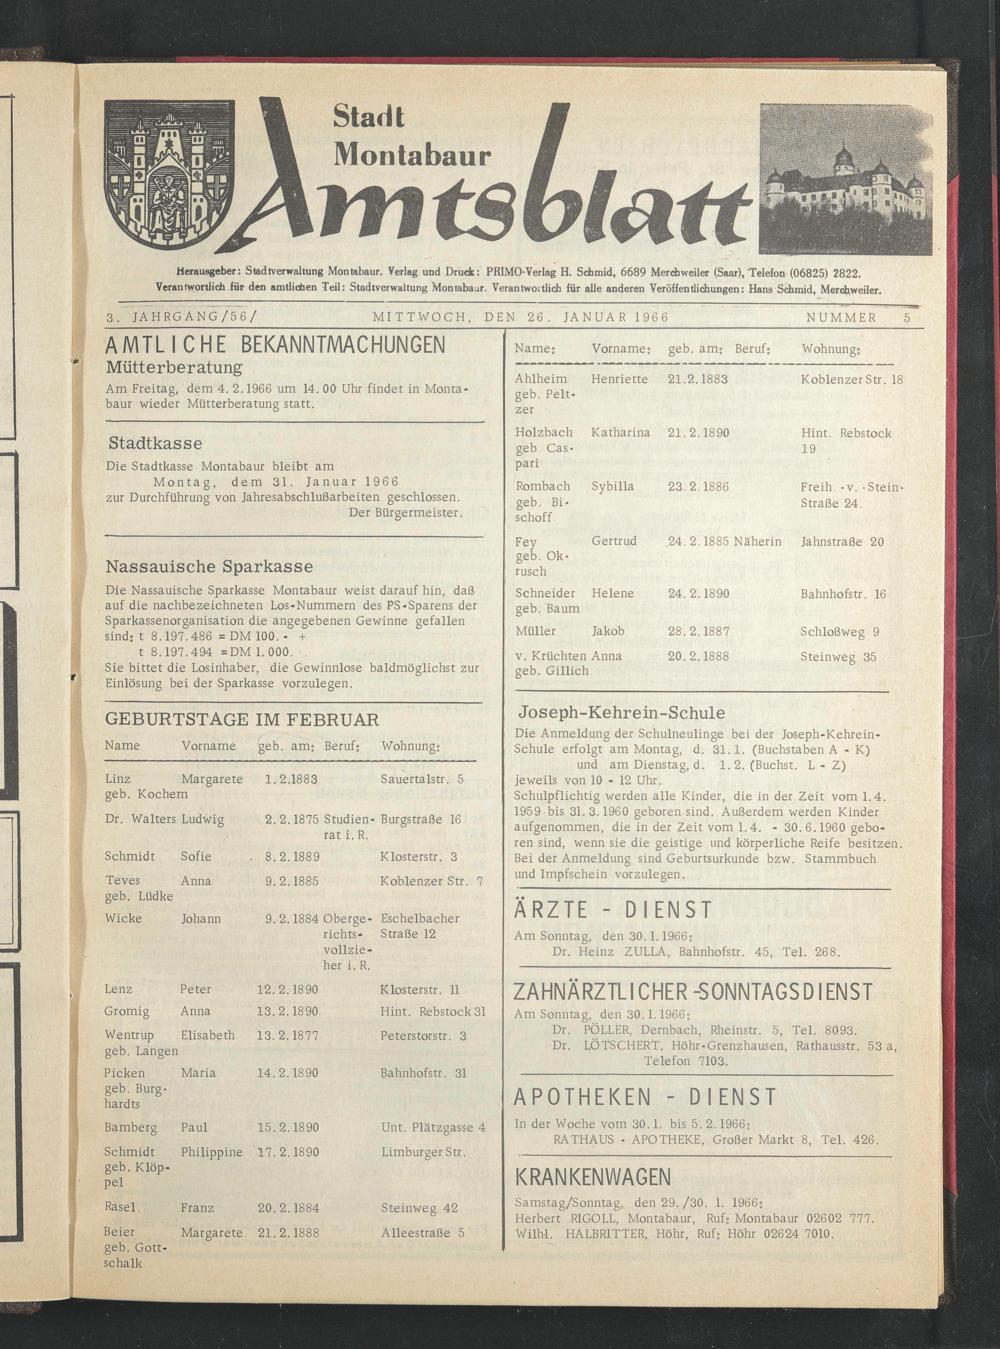 Stadt
Montabaur
Amtsblatt
Herausgeber: Stadtverwaltung Montabaur. Verlag und Druck: PRIMO-Verlag H. Schmid, 6689 Merchweiler (Saar), Telefon (06825) 2822.
Verantwortlich für den amtlichen Teil: Stadtverwaltung Montabaur. Verantwortlich für alle anderen Veröffentlichungen: Hans Schmid, Merchweiler.
3. JAHRGANG/56/ MITTWOCH, DEN 26. JANUAR 1966 NUMMER 5
AMTLICHE BEKANNTMACHUNGEN
Mütterberatung
Am Freitag, dem 4.2.1966 um 14.00 Uhr findet in Monta-
baur wieder Mütterberatung statt.
Stadtkasse
Die Stadtkasse Montabaur bleibt am
Montag, dem 31. Januar 1966
zur Durchführung von Jahresabschlußarbeiten geschlossen.
Der Bürgermeister.
Nassauische Sparkasse
Die Nassauische Sparkasse Montabaur weist darauf hin, daß
auf die nachbezeichneten Los-Nummern des PS-Sparens der
Sparkassenorganisation die angegebenen Gewinne gefallen
sind: t 8.197.486 = DM 100.- +
t 8.197.494 = DM 1.000.
Sie bittet die Losinhaber, die Gewinnlose baldmöglichst zur
Einlösung bei der Sparkasse vorzulegen.
GEBURTSTAGE IM FEBRUAR
Name Vorname geb. am: Beruf: Wohnung:
Linz Margarete 1.2.1883 Sauertalstr. 5
geb. Kochem
Dr. Walters Ludwig 2.2.1875 Studien- Burgstraße 16
rat i.R.
Schmidt Sofie 8.2.1889 Klosterstr. 3
Teves Anna 9.2.1885 Koblenzer Str. 7
geb. Lüdke
Wicke Johann 9.2.1884 Oberge- Eschelbacher
richts- Straße 12
vollzie-
her i.R.
Lenz Peter 12.2.1890 Klosterstr. 11
Gromig Anna 13.2.1890 Hint. Rebstock 31
Wentrup Elisabeth 13.2.1877 Peterstorstr. 3
geb. Langen
Picken Maria 14.2.1890 Bahnhofstr. 31
geb. Burg-
hardts
Bamberg Paul 15.2.1890 Unt. Plätzgasse 4
Schmidt Philippine 17.2.1890 Limburger Str.
geb. Klöp-
pel
Rasel Franz 20.2.1884 Steinweg 42
Beier Margarete 21.2.1888 Alleestraße 5
geb. Gott-
schalk
Name: Vorname: geb. am: Beruf: Wohnung:
Ahlheim Henriette 21.2.1883 Koblenzer Str. 18
geb. Pelt-
zer
Holzbach Katharina 21.2.1890 Hint. Rebstock
geb. Cas- 19
pari
Rombach Sybilla 23.2.1886 Freih.-v.-Stein-
geb. Bi- Straße 24
schoff
Fey Gertrud 24.2.1885 Näherin Jahnstraße 20
geb. Ok-
rusch
Schneider Helene 24.2.1890 Bahnhofstr. 16
geb. Baum
Müller Jakob 28.2.1887 Schloßweg 9
v. Krüchten Anna 20.2.1888 Steinweg 35
geb. Gillich
Joseph-Kehrein-Schule
Die Anmeldung der Schulneulinge bei der Joseph-Kehrein-
Schule erfolgt am Montag, d. 31.1. (Buchstaben A - K)
und am Dienstag, d. 1.2. (Buchst. L - Z)
jeweils von 10 - 12 Uhr.
Schulpflichtig werden alle Kinder, die in der Zeit vom 1.4.
1959 bis 31.3.1960 geboren sind. Außerdem werden Kinder
aufgenommen, die in der Zeit vom 1.4. - 30.6.1960 gebo-
ren sind, wenn sie die geistige und körperliche Reife besitzen.
Bei der Anmeldung sind Geburtsurkunde bzw. Stammbuch
und Impfschein vorzulegen.
ÄRZTE - DIENST
Am Sonntag, den 30.1.1966:
Dr. Heinz ZULLA, Bahnhofstr. 45, Tel. 268.
ZAHNÄRZTLICHER-SONNTAGSDIENST
Am Sonntag, den 30.1.1966:
Dr. PÖLLER, Dernbach, Rheinstr. 5, Tel. 8093.
Dr. LÖTSCHERT, Höhr-Grenzhausen, Rathausstr. 53 a,
Telefon 7103.
APOTHEKEN - DIENST
In der Woche vom 30.1. bis 5.2.1966:
RATHAUS - APOTHEKE, Großer Markt 8, Tel. 426.
KRANKENWAGEN
Samstag/Sonntag, den 29./30. 1. 1966:
Herbert RIGOLL, Montabaur, Ruf: Montabaur 02602 777.
Wilhl. HALBRITTER, Höhr, Ruf: Höhr 02624 7010.